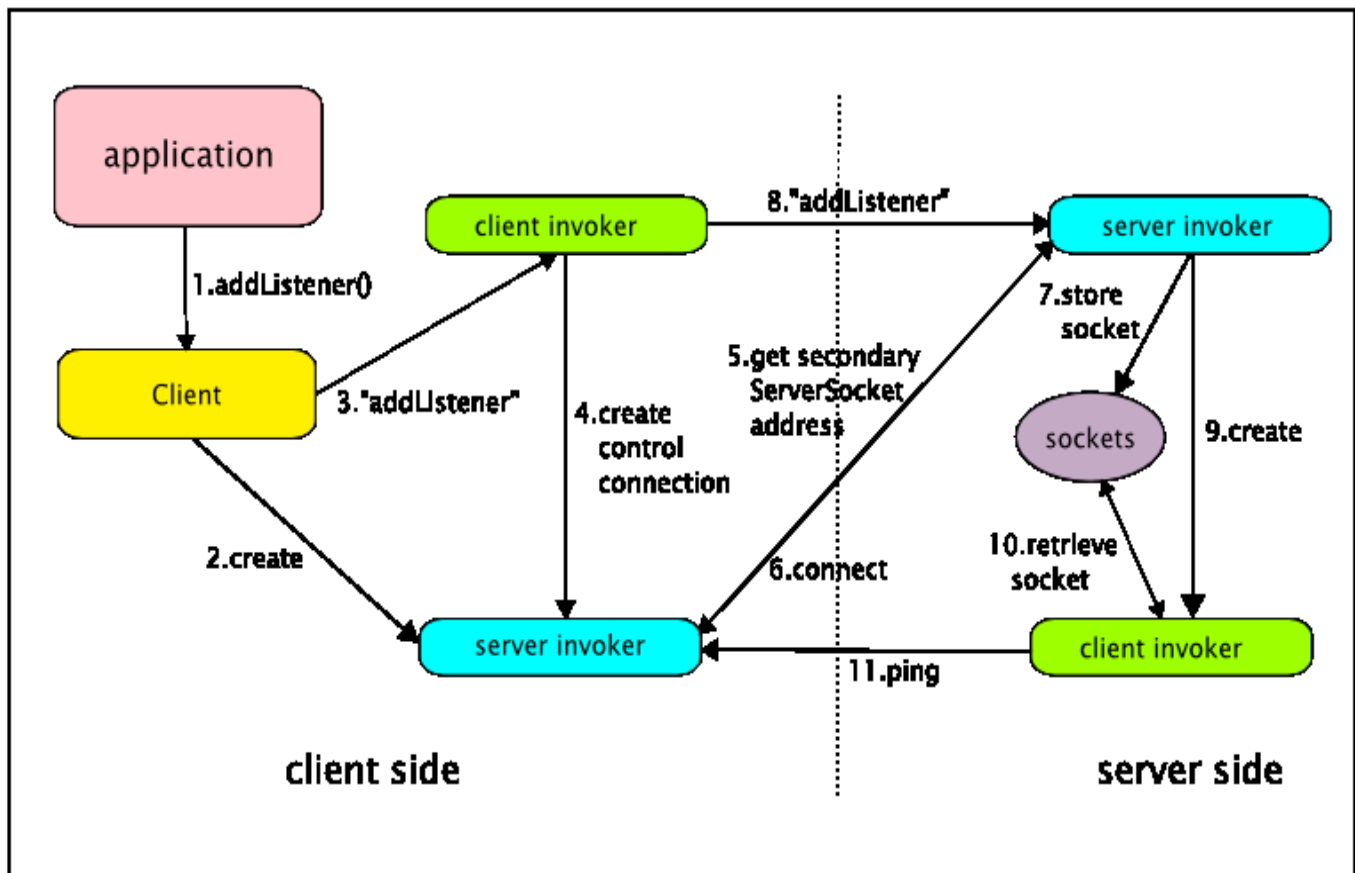 application
client invoker
8."addListener"
server invoker
1.addListener()
7.store
socket
Client
3."addListener"
4.create
control
connection
5.get secondary
ServerSocket
address
sockets
9.create
2.create
6.connect
10.retrieve
socket
server invoker
11.ping
client invoker
client side
server side